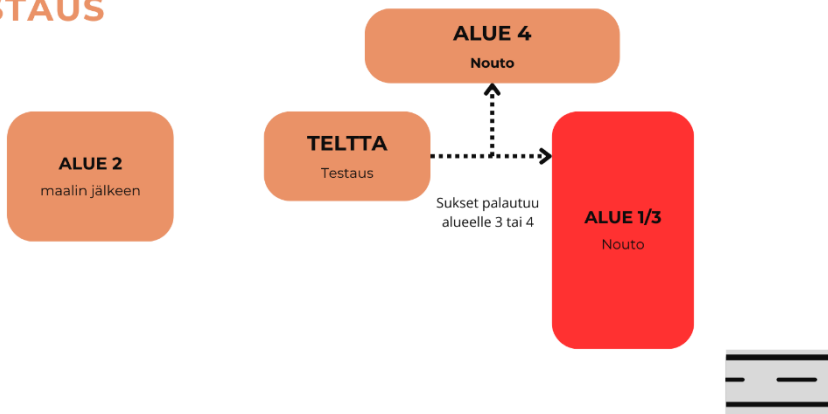 STAUS
ALUE 4
Nouto
ALUE 2
maalin jälkeen
TELTTA
Testaus
Sukset palautuu
alueelle 3 tai 4
ALUE 1/3
Nouto